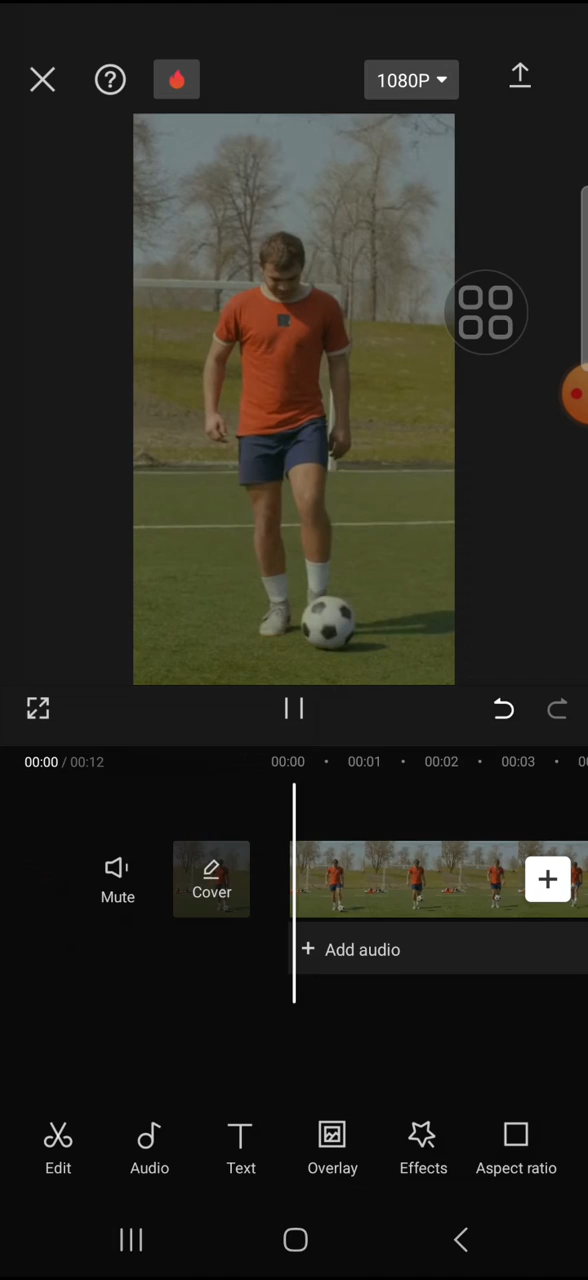 1080P
00:00 / 00:12
00:00 00:01 00:02 00:03
Mute
Cover
+ Add audio
Edit Audio Text Overlay Effects Aspect ratio